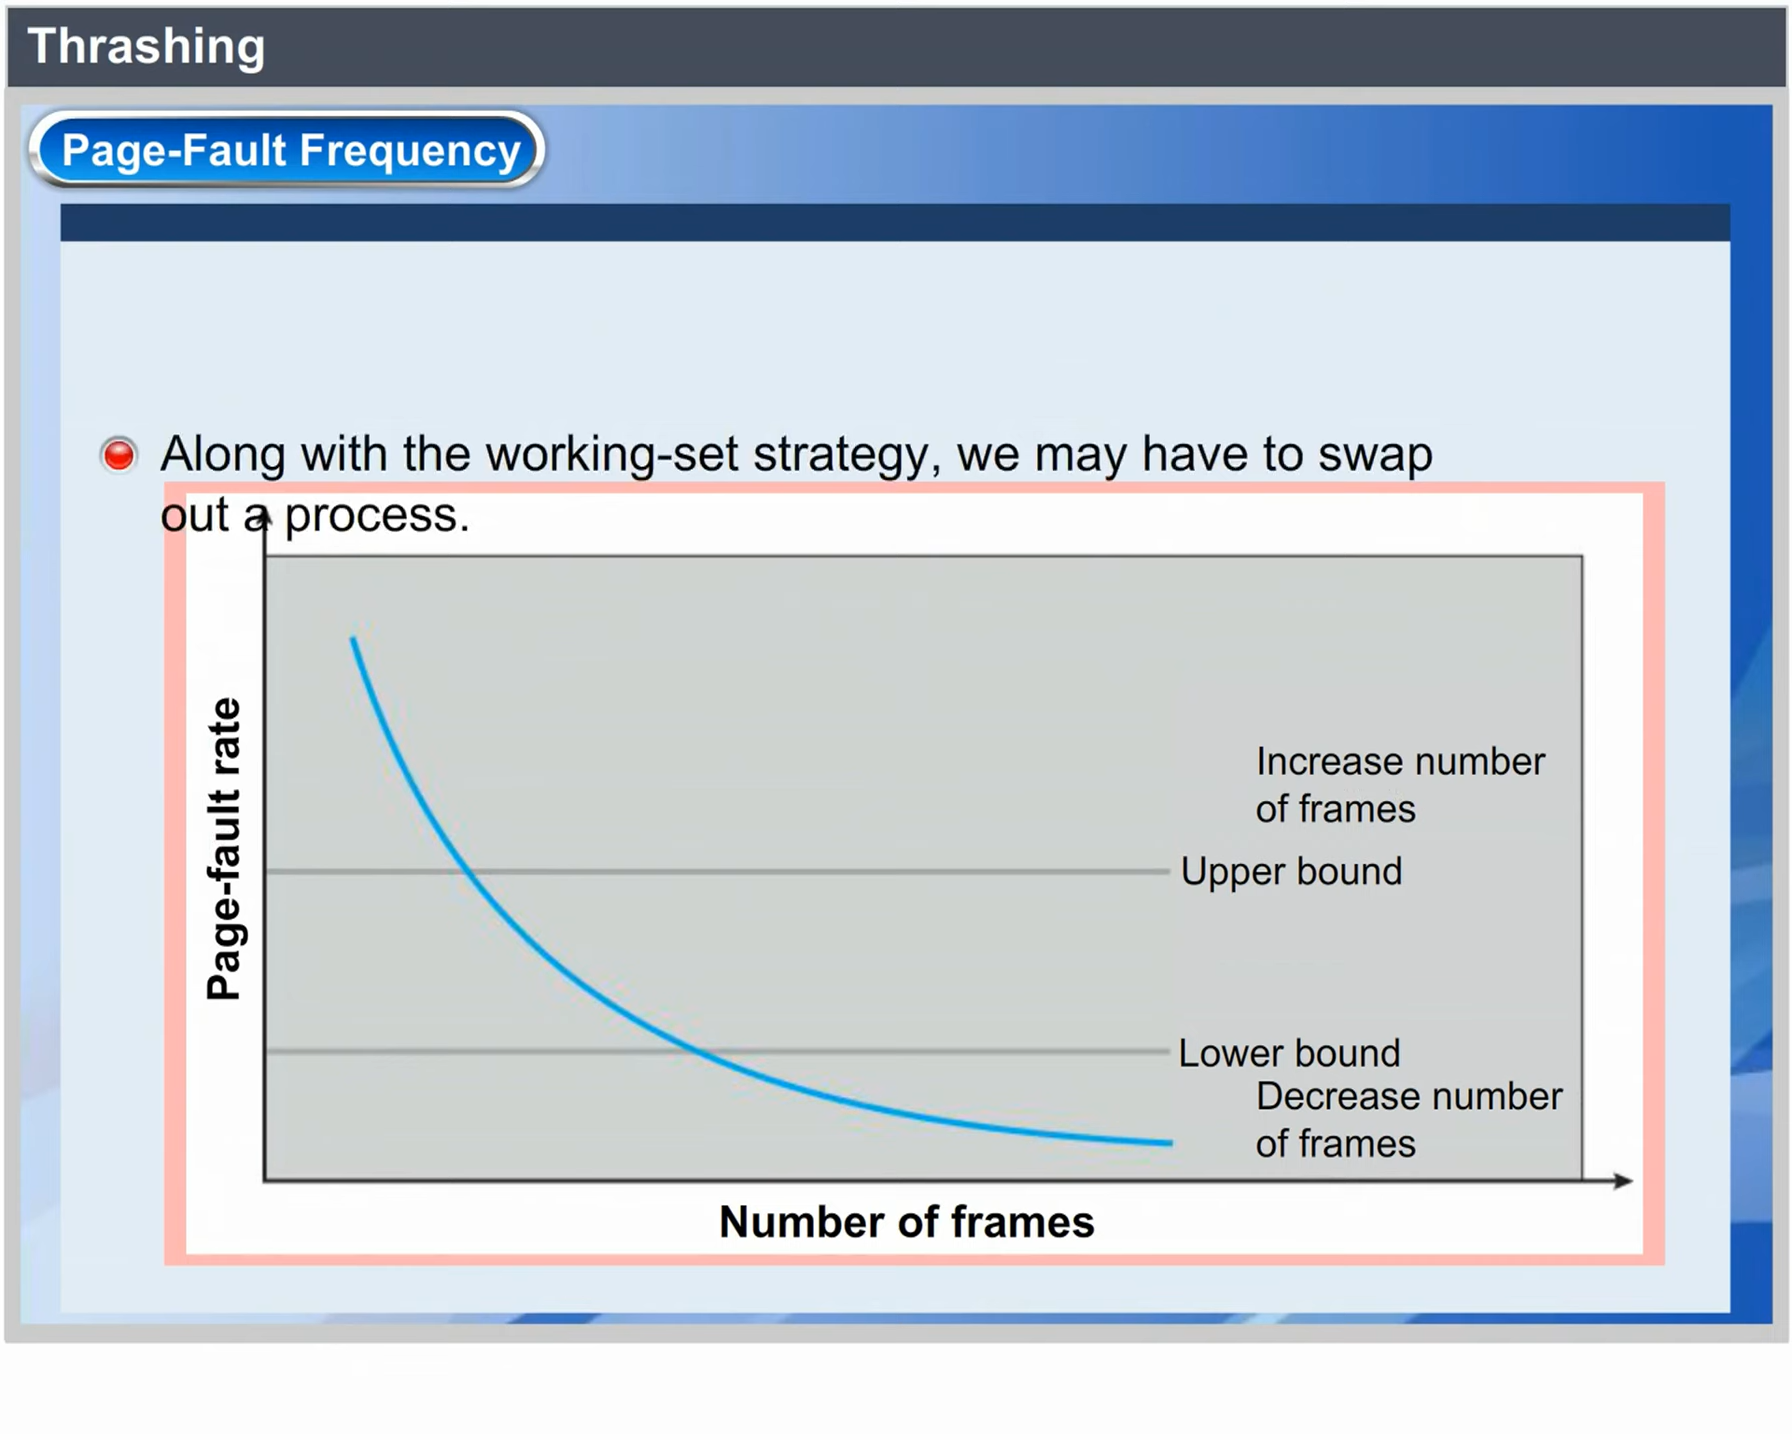 Thrashing
Page-Fault Frequency
Along with the working-set strategy, we may have to swap
out a process.
Page-fault rate
Increase number
of frames
Upper bound
Lower bound
Decrease number
of frames
Number of frames